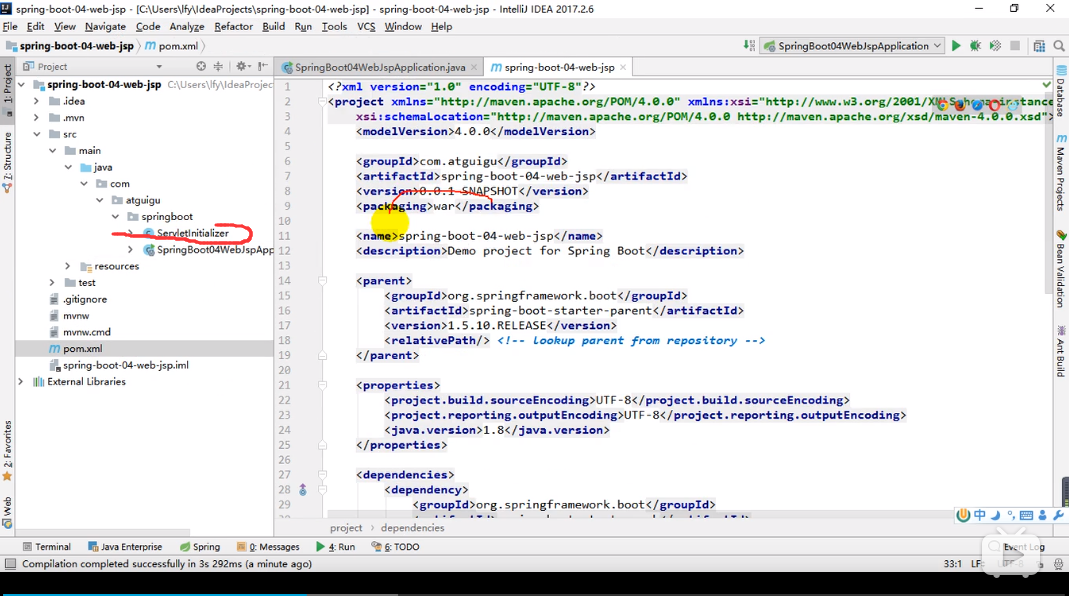 spring-boot-04-web-jsp - [C:\Users\lfy\IdeaProjects\spring-boot-04-web-jsp] - spring-boot-04-web-jsp - IntelliJ IDEA 2017.2.6
File Edit View Navigate Code Analyze Refactor Build Run Tools VCS Window Help
spring-boot-04-web-jsp pom.xml SpringBoot04WebJspApplication
Project
SpringBoot04WebJspApplication.java spring-boot-04-web-jsp
1: Project
7: Structure
2: Favorites
Web
spring-boot-04-web-jsp C:\Users\lfy\IdeaProject
.idea
.mvn
src
main
java
com
atguigu
springboot
ServletInitializer
SpringBoot04WebJspApp
resources
test
.gitignore
mvnw
mvnw.cmd
pom.xml
spring-boot-04-web-jsp.iml
External Libraries
1 <?xml version="1.0" encoding="UTF-8"?>
2 <project xmlns="http://maven.apache.org/POM/4.0.0" xmlns:xsi="http://www.w3.org/2001/XMLSchema-instance
3 xsi:schemaLocation="http://maven.apache.org/POM/4.0.0 http://maven.apache.org/xsd/maven-4.0.0.xsd">
4 <modelVersion>4.0.0</modelVersion>
5
6 <groupId>com.atguigu</groupId>
7 <artifactId>spring-boot-04-web-jsp</artifactId>
8 <version>0.0.1-SNAPSHOT</version>
9 <packaging>war</packaging>
10
11 <name>spring-boot-04-web-jsp</name>
12 <description>Demo project for Spring Boot</description>
13
14 <parent>
15 <groupId>org.springframework.boot</groupId>
16 <artifactId>spring-boot-starter-parent</artifactId>
17 <version>1.5.10.RELEASE</version>
18 <relativePath/> <!-- lookup parent from repository -->
19 </parent>
20
21 <properties>
22 <project.build.sourceEncoding>UTF-8</project.build.sourceEncoding>
23 <project.reporting.outputEncoding>UTF-8</project.reporting.outputEncoding>
24 <java.version>1.8</java.version>
25 </properties>
26
27 <dependencies>
28 <dependency>
29 <groupId>org.springframework.boot</groupId>
project dependencies
Database
Maven Projects
Bean Validation
Ant Build
中
Terminal Java Enterprise Spring 0: Messages 4: Run 6: TODO Event Log
Compilation completed successfully in 3s 292ms (a minute ago) 33:1